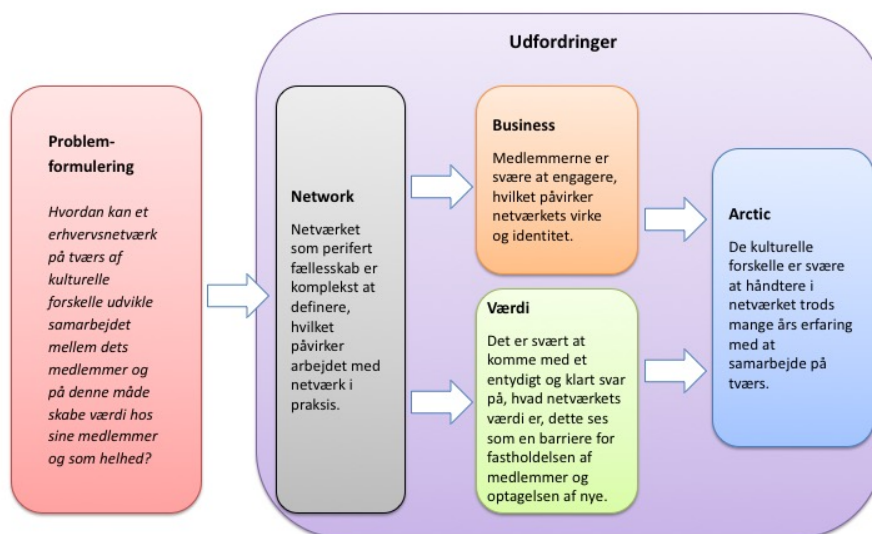 Udfordringer
Problem-
formulering
Hvordan kan et
erhvervsnetværk
på tværs af
kulturelle
forskelle udvikle
samarbejdet
mellem dets
medlemmer og
på denne måde
skabe værdi hos
sine medlemmer
og som helhed?
Network
Netværket
som perifert
fællesskab er
komplekst at
definere,
hvilket
påvirker
arbejdet med
netværk i
praksis.
Business
Medlemmerne er
svære at engagere,
hvilket påvirker
netværkets virke
og identitet.
Værdi
Det er svært at
komme med et
entydigt og klart svar
på, hvad netværkets
værdi er, dette ses
som en barriere for
fastholdelsen af
medlemmer og
optagelsen af nye.
Arctic
De kulturelle
forskelle er svære
at håndtere i
netværket trods
mange års erfaring
med at
samarbejde på
tværs.